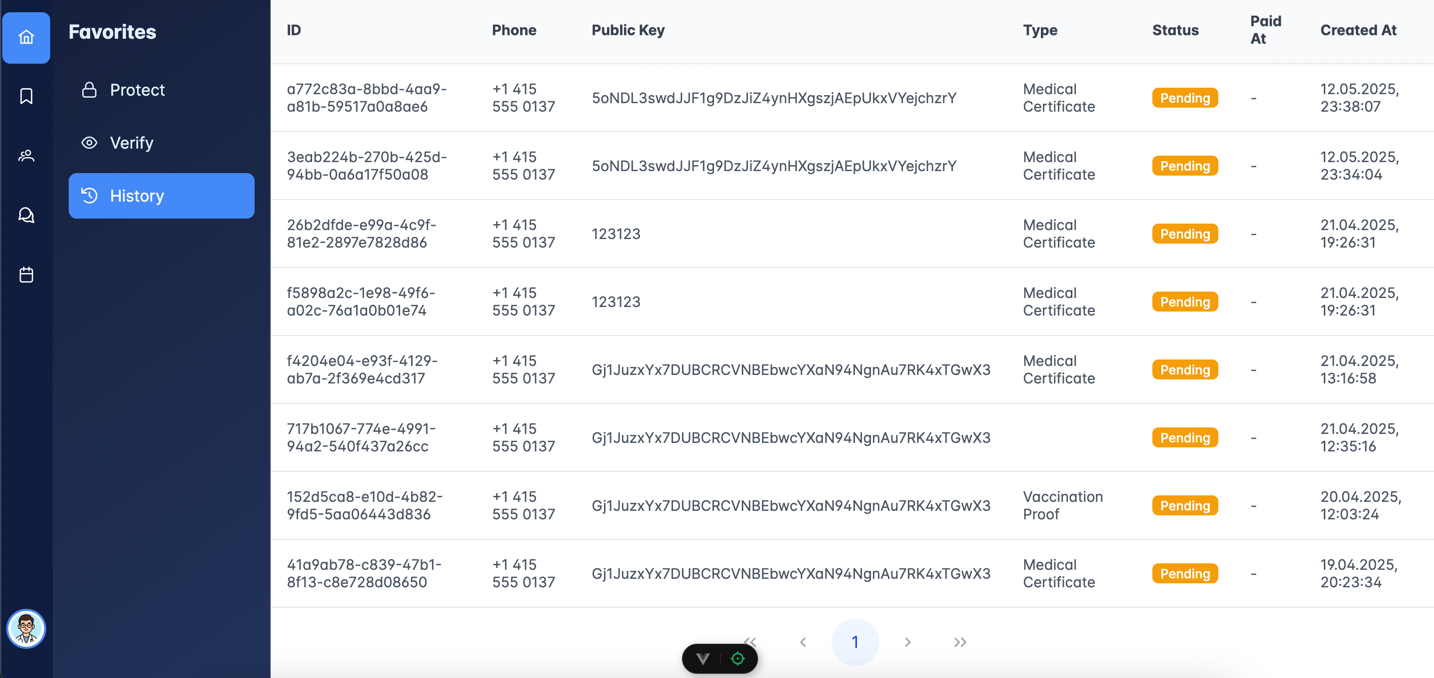 Favorites
Protect
Verify
History
ID Phone Public Key Type Status Paid At Created At
a772c83a-8bbd-4aa9-
a81b-59517a0a8ae6
+1 415
555 0137
5oNDL3swdJJF1g9DzJiZ4ynHXgszjAEpUkxVYejchzrY
Medical
Certificate
Pending
-
12.05.2025,
23:38:07
3eab224b-270b-425d-
94bb-0a6a17f50a08
+1 415
555 0137
5oNDL3swdJJF1g9DzJiZ4ynHXgszjAEpUkxVYejchzrY
Medical
Certificate
Pending
-
12.05.2025,
23:34:04
26b2dfde-e99a-4c9f-
81e2-2897e7828d86
+1 415
555 0137
123123
Medical
Certificate
Pending
-
21.04.2025,
19:26:31
f5898a2c-1e98-49f6-
a02c-76a1a0b01e74
+1 415
555 0137
123123
Medical
Certificate
Pending
-
21.04.2025,
19:26:31
f4204e04-e93f-4129-
ab7a-2f369e4cd317
+1 415
555 0137
Gj1JuzxYx7DUBCRCVNBEbwcYXaN94NgnAu7RK4xTGwX3
Medical
Certificate
Pending
-
21.04.2025,
13:16:58
717b1067-774e-4991-
94a2-540f437a26cc
+1 415
555 0137
Gj1JuzxYx7DUBCRCVNBEbwcYXaN94NgnAu7RK4xTGwX3
Pending
-
21.04.2025,
12:35:16
152d5ca8-e10d-4b82-
9fd5-5aa06443d836
+1 415
555 0137
Gj1JuzxYx7DUBCRCVNBEbwcYXaN94NgnAu7RK4xTGwX3
Vaccination
Proof
Pending
-
20.04.2025,
12:03:24
41a9ab78-c839-47b1-
8f13-c8e728d08650
+1 415
555 0137
Gj1JuzxYx7DUBCRCVNBEbwcYXaN94NgnAu7RK4xTGwX3
Medical
Certificate
Pending
-
19.04.2025,
20:23:34
1